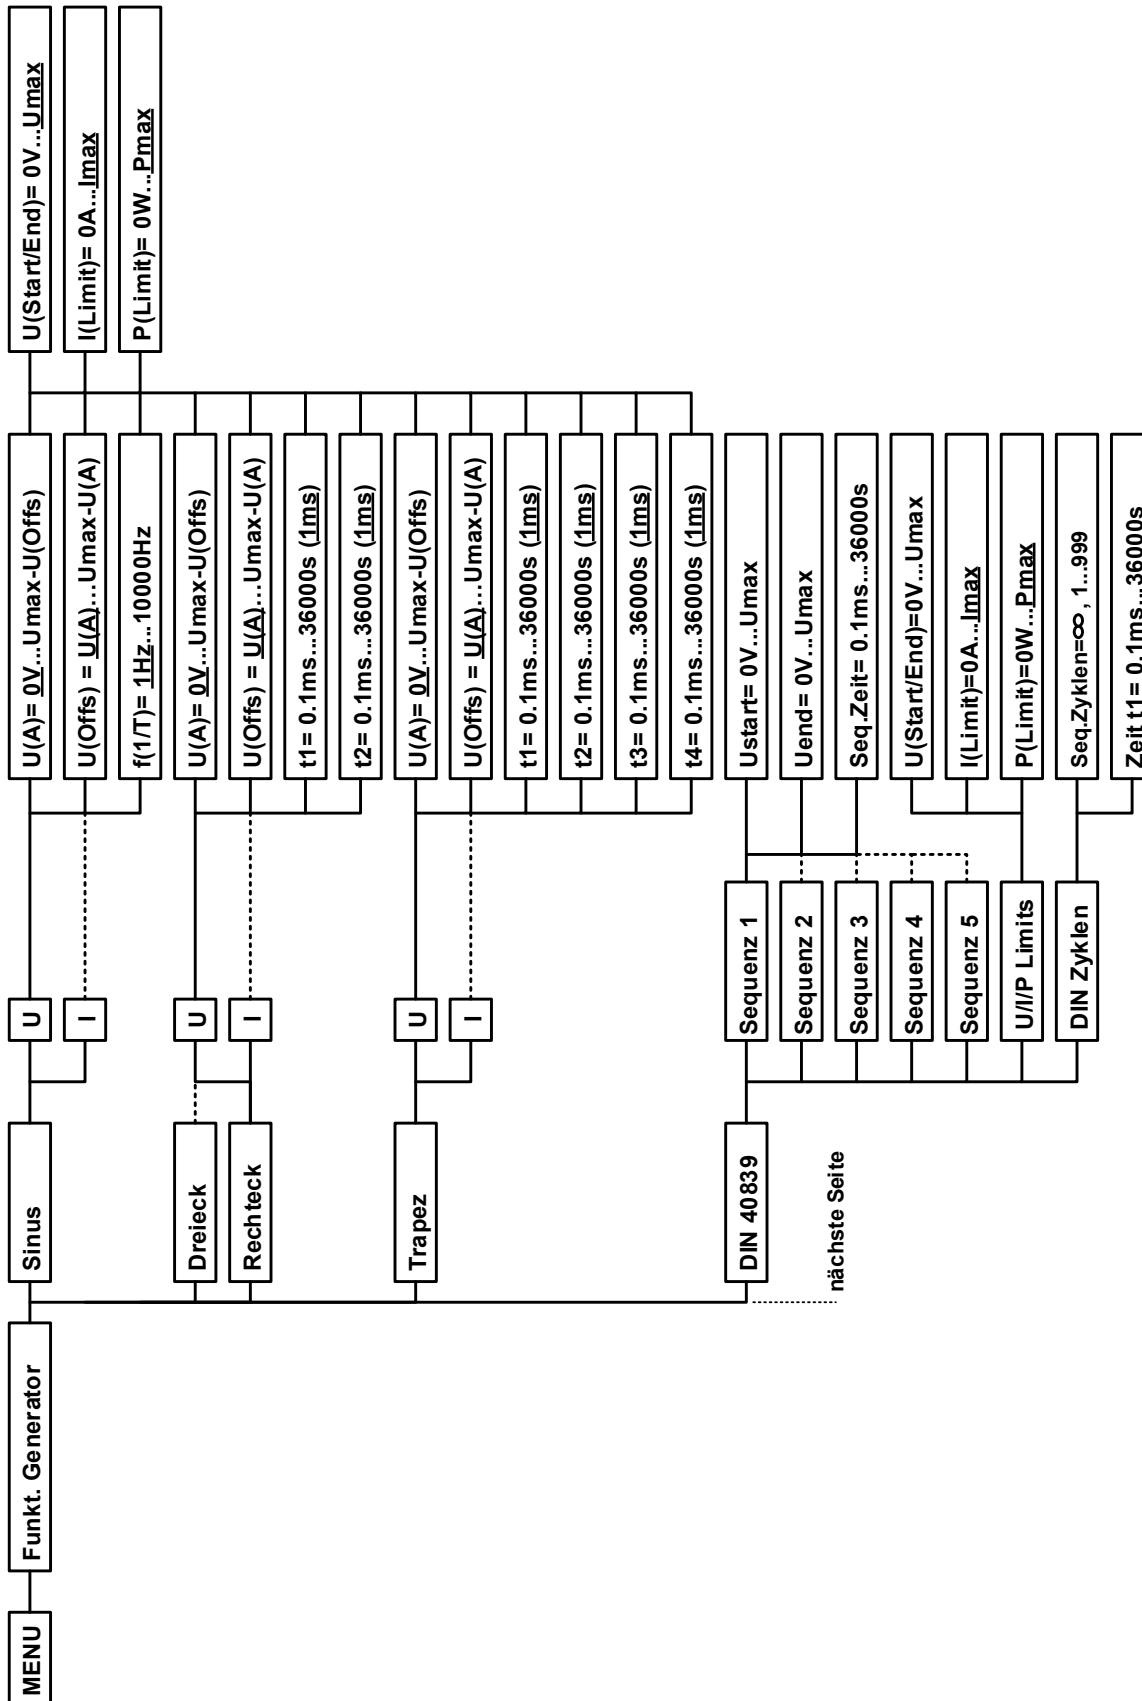 MENU
Funkt. Generator
Sinus
U
I
U(A)= 0V...Umax-U(Offs)
U(Offs) = U(A)...Umax-U(A)
f(1/T)= 1Hz...10000Hz
U(Start/End)= 0V...Umax
I(Limit)= 0A...Imax
P(Limit)= 0W...Pmax
Dreieck
Rechteck
U
I
U(A)= 0V...Umax-U(Offs)
U(Offs) = U(A)...Umax-U(A)
t1= 0.1ms...36000s (1ms)
t2= 0.1ms...36000s (1ms)
Trapez
U
I
U(A)= 0V...Umax-U(Offs)
U(Offs) = U(A)...Umax-U(A)
t1= 0.1ms...36000s (1ms)
t2= 0.1ms...36000s (1ms)
t3= 0.1ms...36000s (1ms)
t4= 0.1ms...36000s (1ms)
DIN 40839
Sequenz 1
Sequenz 2
Sequenz 3
Sequenz 4
Sequenz 5
U/I/P Limits
DIN Zyklen
Ustart= 0V...Umax
Uend= 0V...Umax
Seq.Zeit= 0.1ms...36000s
U(Start/End)=0V...Umax
I(Limit)=0A...Imax
P(Limit)=0W...Pmax
Seq.Zyklen=∞, 1...999
Zeit t1= 0.1ms...36000s
nächste Seite